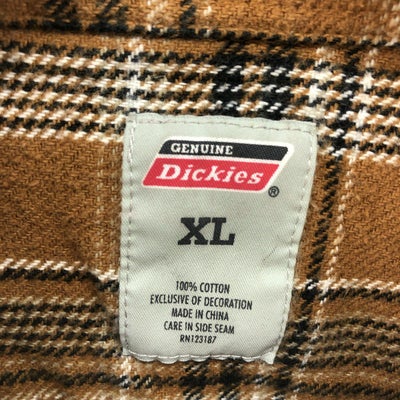 GENUINE
Dickies®
XL
100% COTTON
EXCLUSIVE OF DECORATION
MADE IN CHINA
CARE IN SIDE SEAM
RN123187